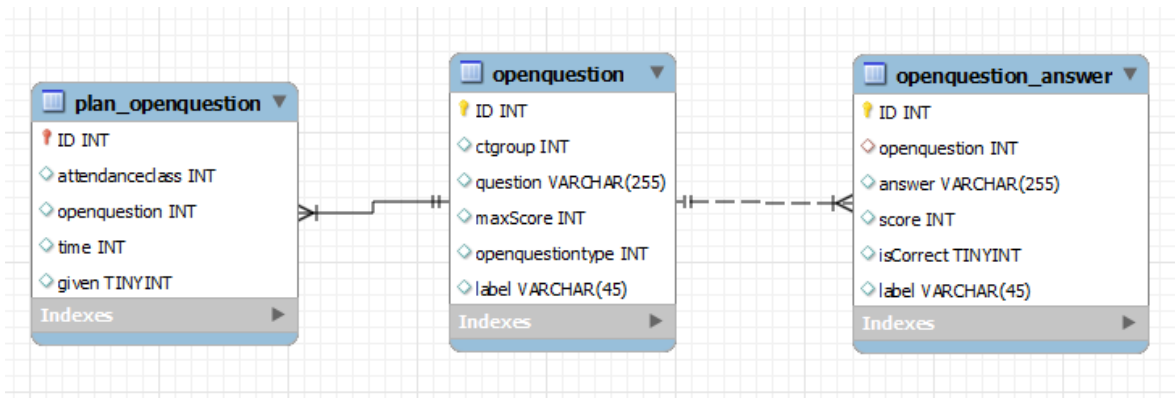 plan_openquestion
ID INT
attendanceclass INT
openquestion INT
time INT
given TINYINT
Indexes
openquestion
ID INT
ctgroup INT
question VARCHAR(255)
maxScore INT
openquestiontype INT
label VARCHAR(45)
Indexes
openquestion_answer
ID INT
openquestion INT
answer VARCHAR(255)
score INT
isCorrect TINYINT
label VARCHAR(45)
Indexes